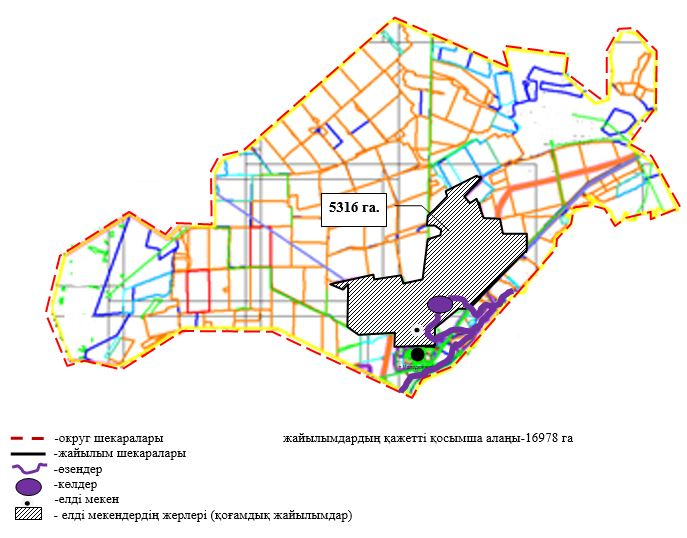 5316 га.
-округ шекаралары
жайылымдардың қажетті қосымша алаңы-16978 га
-жайылым шекаралары
-өзендер
-көлдер
-елді мекен
- елді мекендердің жерлері (қоғамдық жайылымдар)